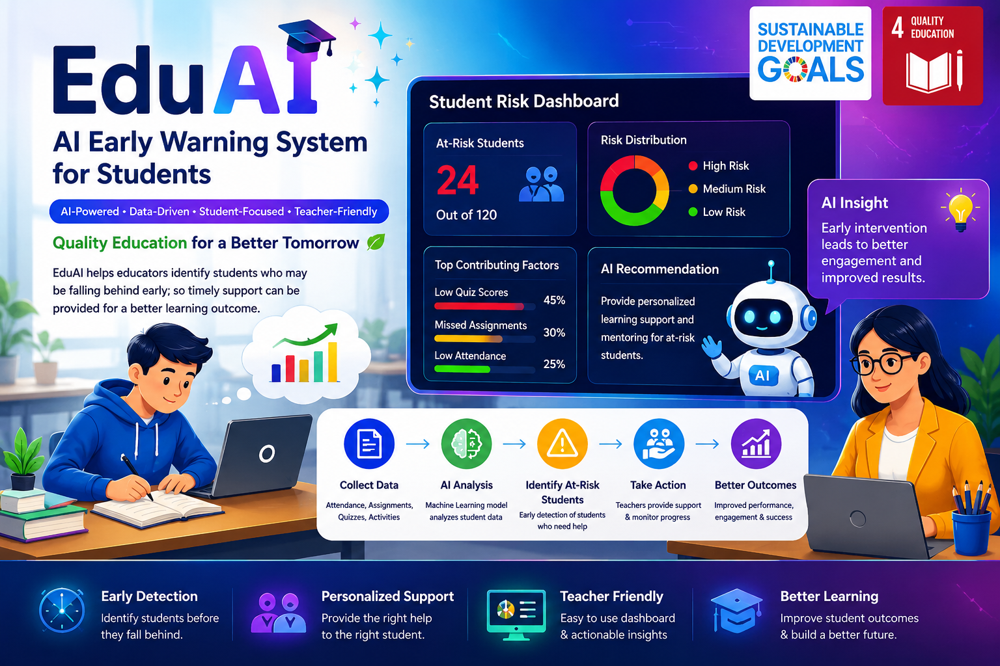 EduAI
AI Early Warning System
for Students
AI-Powered • Data-Driven • Student-Focused • Teacher-Friendly
Quality Education for a Better Tomorrow
EduAI helps educators identify students who may
be falling behind early; so timely support can be
provided for a better learning outcome.
SUSTAINABLE
DEVELOPMENT
GOALS
4 QUALITY
EDUCATION
Student Risk Dashboard
At-Risk Students
24
Out of 120
Risk Distribution
High Risk
Medium Risk
Low Risk
Top Contributing Factors
Low Quiz Scores
45%
Missed Assignments
30%
Low Attendance
25%
AI Recommendation
Provide personalized
learning support and
mentoring for at-risk
students.
AI
AI Insight
Early intervention
leads to better
engagement and
improved results.
Collect Data
Attendance, Assignments,
Quizzes, Activities
AI Analysis
Machine Learning model
analyzes student data
Identify At-Risk
Students
Early detection of students
who need help
Take Action
Teachers provide support
& monitor progress
Better Outcomes
Improved performance,
engagement & success
Early Detection
Identify students before
they fall behind.
Personalized Support
Provide the right help
to the right student.
Teacher Friendly
Easy to use dashboard
& actionable insights
Better Learning
Improve student outcomes
& build a better future.